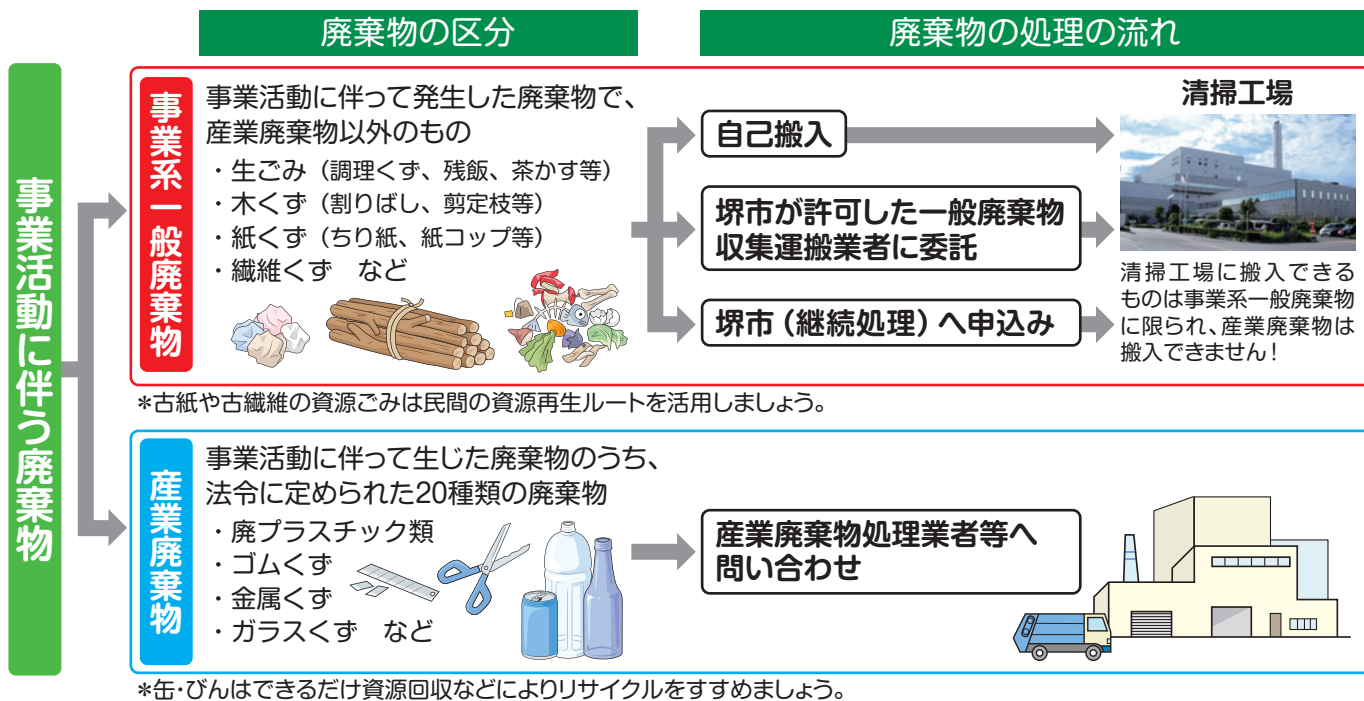 廃棄物の区分
廃棄物の処理の流れ
事業活動に伴う廃棄物
事業系一般廃棄物
事業活動に伴って発生した廃棄物で、
産業廃棄物以外のもの
・生ごみ（調理くず、残飯、茶かす等）
・木くず（割りばし、剪定枝等）
・紙くず（ちり紙、紙コップ等）
・繊維くず　など
自己搬入
堺市が許可した一般廃棄物
収集運搬業者に委託
堺市（継続処理）へ申込み
清掃工場
清掃工場に搬入できる
ものは事業系一般廃棄物
に限られ、産業廃棄物は
搬入できません！
*古紙や古繊維の資源ごみは民間の資源再生ルートを活用しましょう。
産業廃棄物
事業活動に伴って生じた廃棄物のうち、
法令に定められた20種類の廃棄物
・廃プラスチック類
・ゴムくず
・金属くず
・ガラスくず　など
産業廃棄物処理業者等へ
問い合わせ
*缶・びんはできるだけ資源回収などによりリサイクルをすすめましょう。